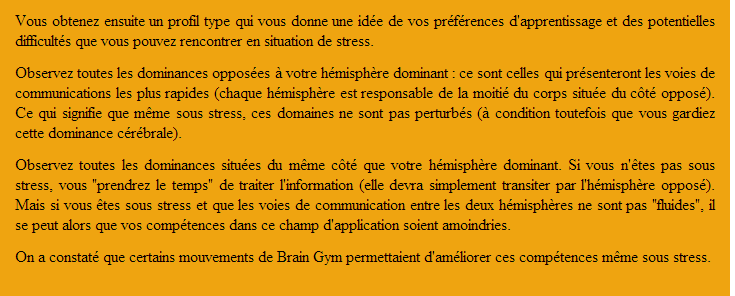 Vous obtenez ensuite un profil type qui vous donne une idée de vos préférences d'apprentissage et des potentielles
difficultés que vous pouvez rencontrer en situation de stress.
Observez toutes les dominances opposées à votre hémisphère dominant : ce sont celles qui présenteront les voies de
communications les plus rapides (chaque hémisphère est responsable de la moitié du corps située du côté opposé).
Ce qui signifie que même sous stress, ces domaines ne sont pas perturbés (à condition toutefois que vous gardiez
cette dominance cérébrale).
Observez toutes les dominances situées du même côté que votre hémisphère dominant. Si vous n'êtes pas sous
stress, vous "prendrez le temps" de traiter l'information (elle devra simplement transiter par l'hémisphère opposé).
Mais si vous êtes sous stress et que les voies de communication entre les deux hémisphères ne sont pas "fluides", il
se peut alors que vos compétences dans ce champ d'application soient amoindries.
On a constaté que certains mouvements de Brain Gym permettaient d'améliorer ces compétences même sous stress.